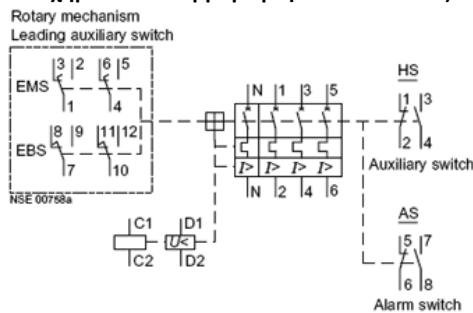 Rotary mechanism
Leading auxiliary switch
3 2 6 5
EMS
1 4
8 9 11 12
EBS
7 10
NSE 00758a
N 1 3 5
I> I> I> I>
N 2 4 6
HS
1 3
2 4
Auxiliary switch
C1 D1
U<
C2 D2
AS
5 7
6 8
Alarm switch